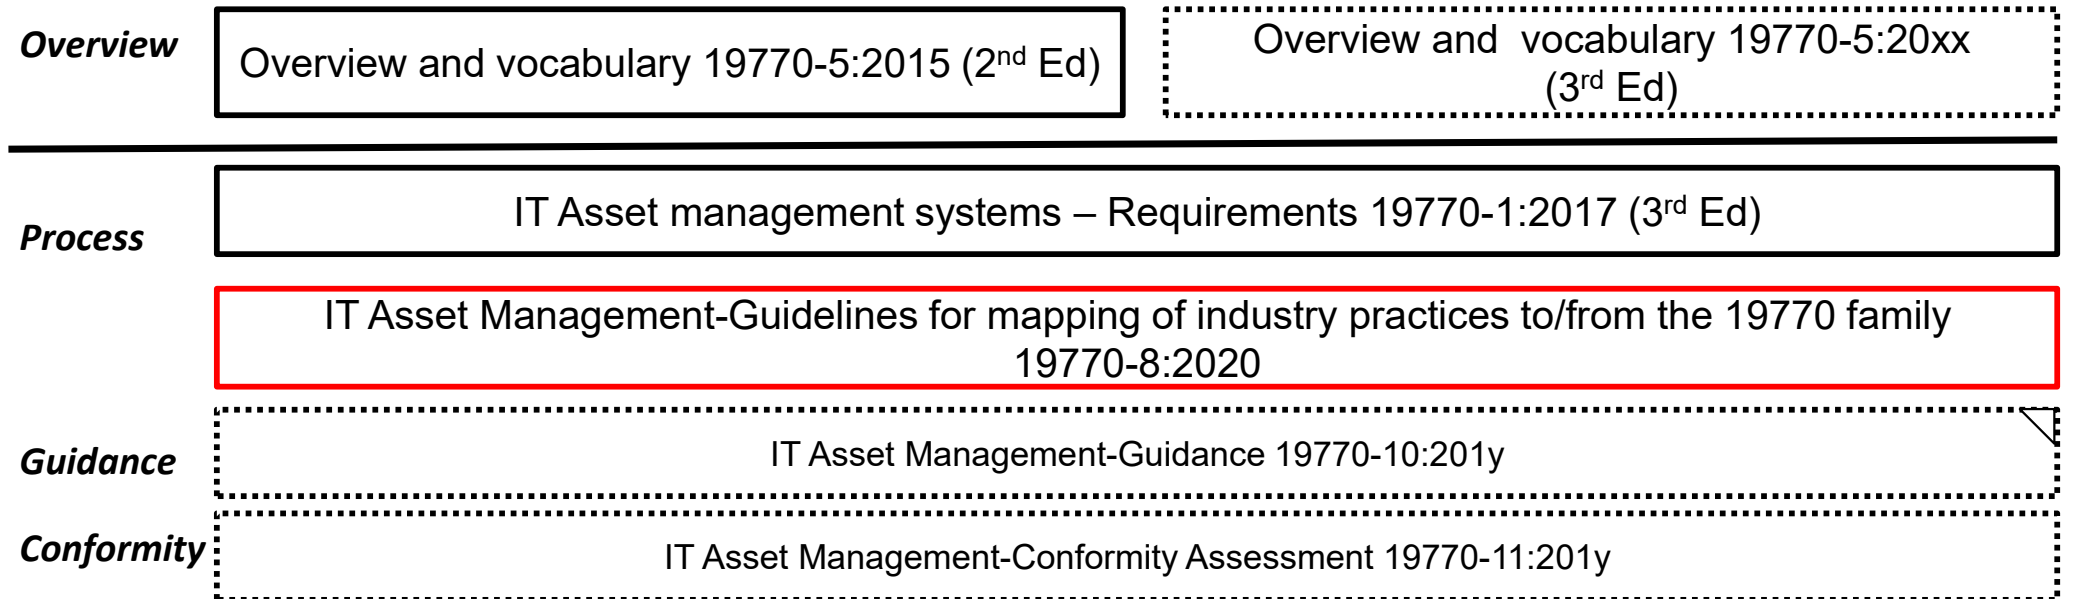 Overview
Overview and vocabulary 19770-5:2015 (2nd Ed)
Overview and vocabulary 19770-5:20xx
(3rd Ed)
Process
IT Asset management systems – Requirements 19770-1:2017 (3rd Ed)
IT Asset Management-Guidelines for mapping of industry practices to/from the 19770 family
19770-8:2020
Guidance
IT Asset Management-Guidance 19770-10:201y
Conformity
IT Asset Management-Conformity Assessment 19770-11:201y